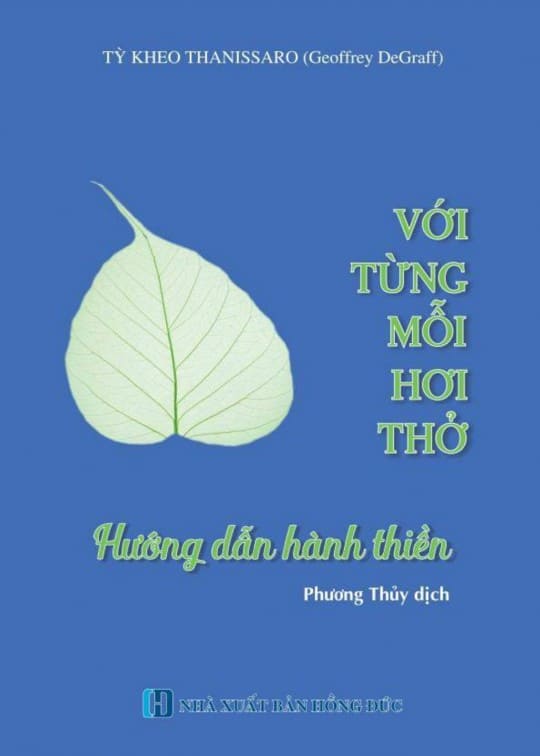 TỲ KHEO THANISSARO (Geoffrey DeGraff)
VỚI
TỪNG
MỖI
HƠI
THỞ
Hướng dẫn hành thiền
Phương Thủy dịch
NHÀ XUẤT BẢN HỒNG ĐỨC